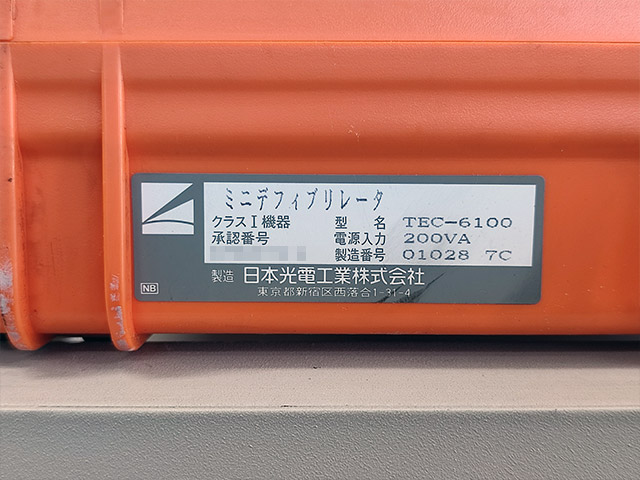 ミニデフィブリレータ
クラスI機器 型 名 TEC-6100
承認番号 電源入力 200VA
製造番号 01028 7C
製造 日本光電工業株式会社
NB 東京都新宿区西落合1-31-4